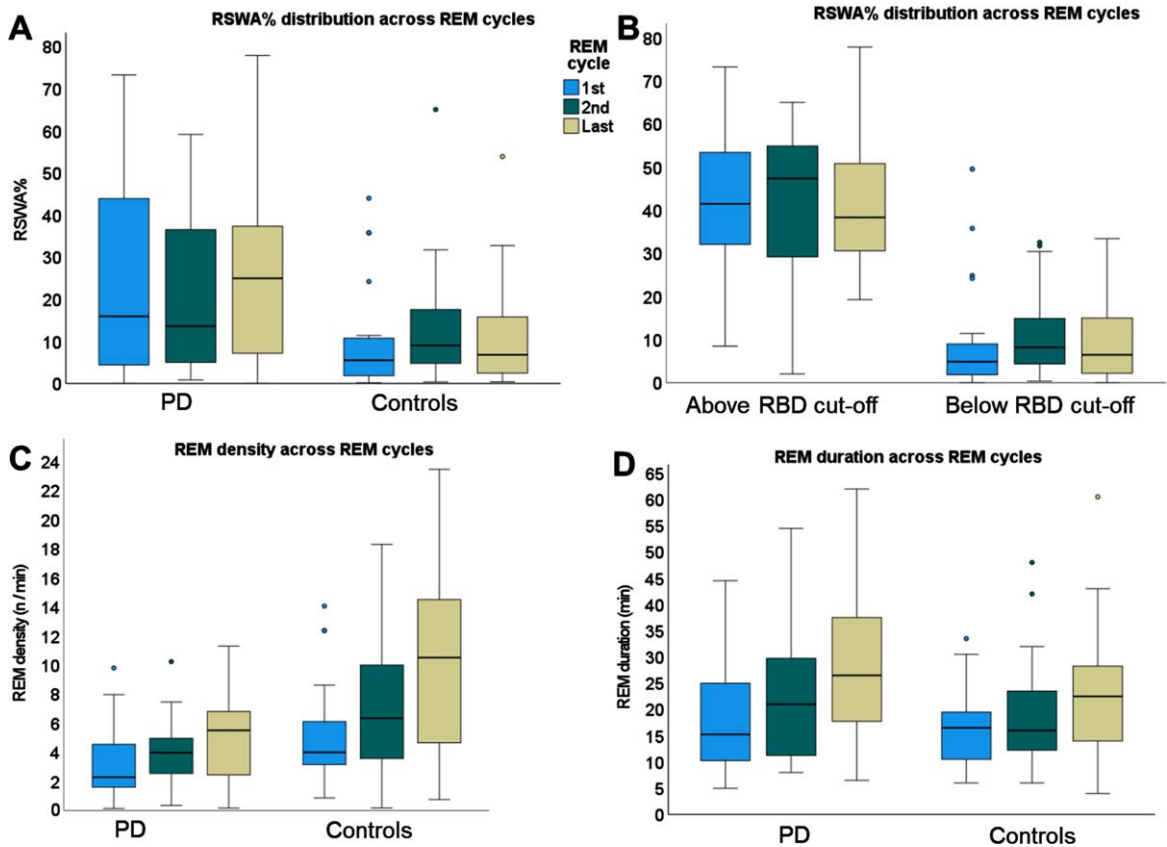 A
RSWA% distribution across REM cycles
RSWA%
80
70
60
50
40
30
20
10
0
PD
Controls
REM
cycle
1st
2nd
Last
B
RSWA% distribution across REM cycles
80
70
60
50
40
30
20
10
0
Above RBD cut-off
Below RBD cut-off
C
REM density across REM cycles
REM density (n / min)
24
22
20
18
16
14
12
10
8
6
4
2
0
PD
Controls
D
REM duration across REM cycles
REM duration (min)
65
60
55
50
45
40
35
30
25
20
15
10
5
0
PD
Controls